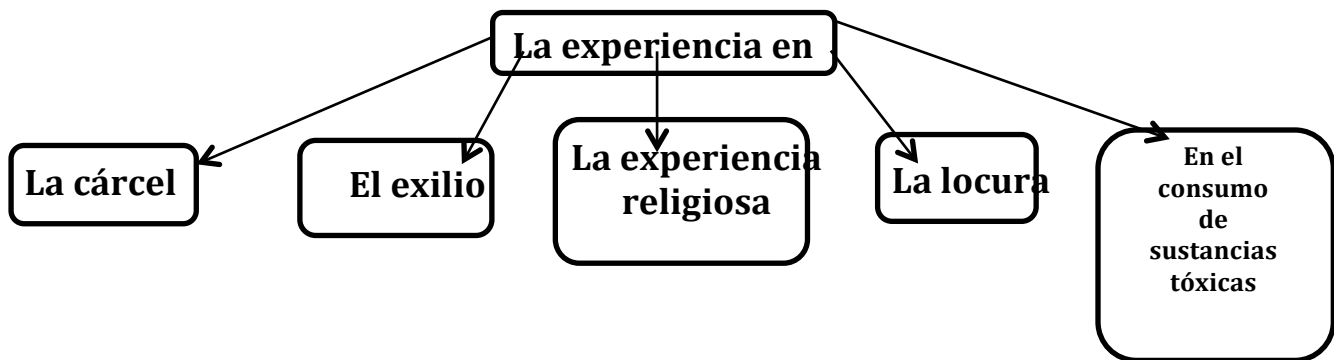 La experiencia en
La cárcel
El exilio
La experiencia
religiosa
La locura
En el
consumo
de
sustancias
tóxicas